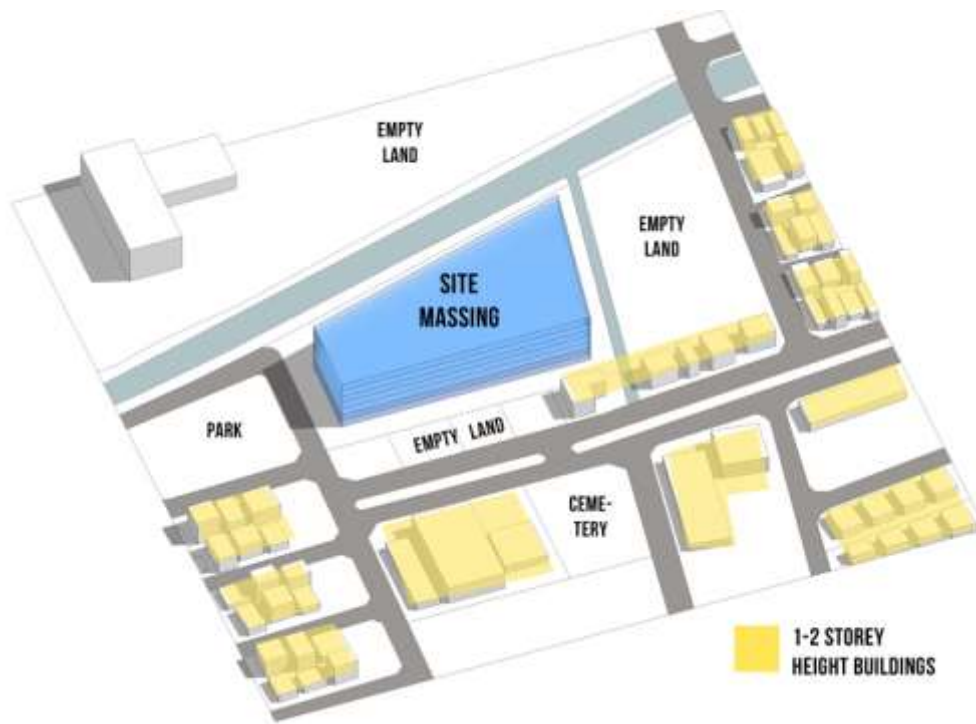 EMPTY
LAND
EMPTY
LAND
SITE
MASSING
PARK
EMPTY LAND
CEME-
TERY
1-2 STOREY
HEIGHT BUILDINGS